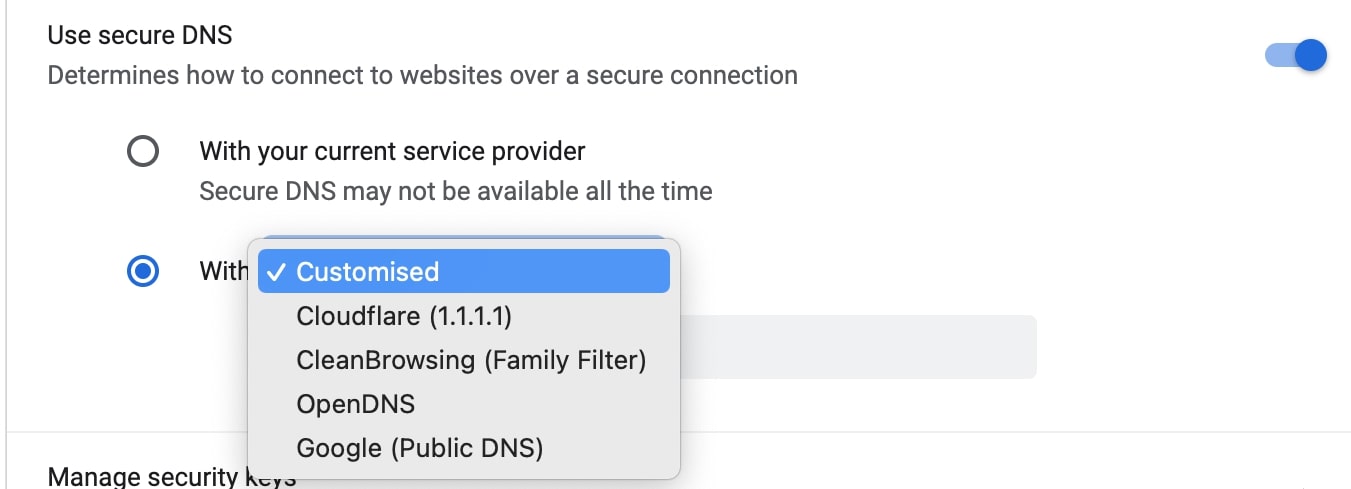 Use secure DNS
Determines how to connect to websites over a secure connection
With your current service provider
Secure DNS may not be available all the time
With
✓ Customised
Cloudflare (1.1.1.1)
CleanBrowsing (Family Filter)
OpenDNS
Google (Public DNS)
Manage security keys